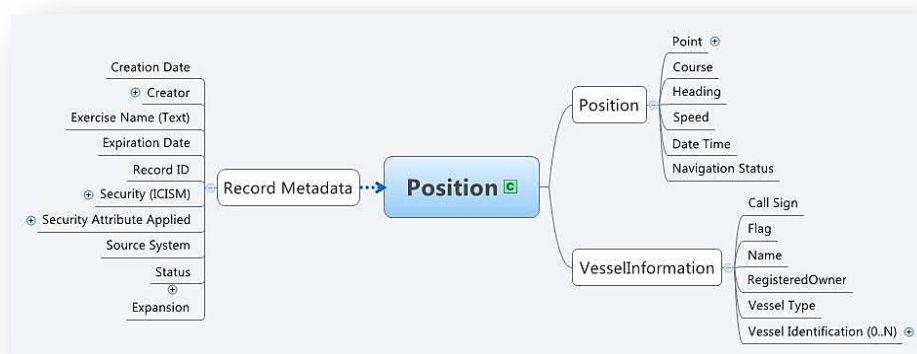 Creation Date
Creator
Exercise Name (Text)
Expiration Date
Record ID
Security (ICISM)
Security Attribute Applied
Source System
Status
Expansion
Record Metadata
Position C
Position
Point
Course
Heading
Speed
Date Time
Navigation Status
VesselInformation
Call Sign
Flag
Name
RegisteredOwner
Vessel Type
Vessel Identification (0..N)